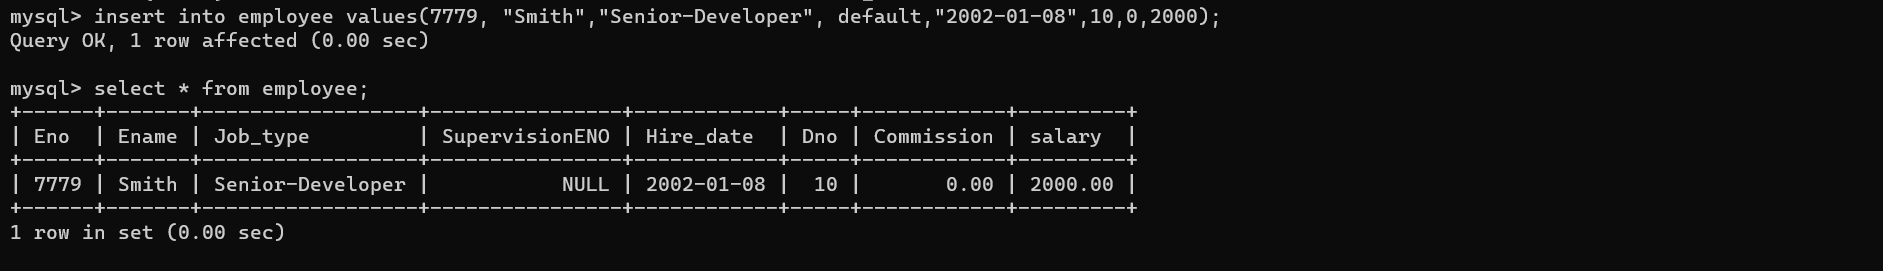 mysql> insert into employee values(7779, "Smith","Senior-Developer", default,"2002-01-08",10,0,2000);
Query OK, 1 row affected (0.00 sec)
mysql> select * from employee;
+------+-------+------------------+----------------+------------+-----+------------+---------+
| Eno  | Ename | Job_type         | SupervisionENO | Hire_date  | Dno | Commission | salary  |
+------+-------+------------------+----------------+------------+-----+------------+---------+
| 7779 | Smith | Senior-Developer |           NULL | 2002-01-08 |  10 |       0.00 | 2000.00 |
+------+-------+------------------+----------------+------------+-----+------------+---------+
1 row in set (0.00 sec)